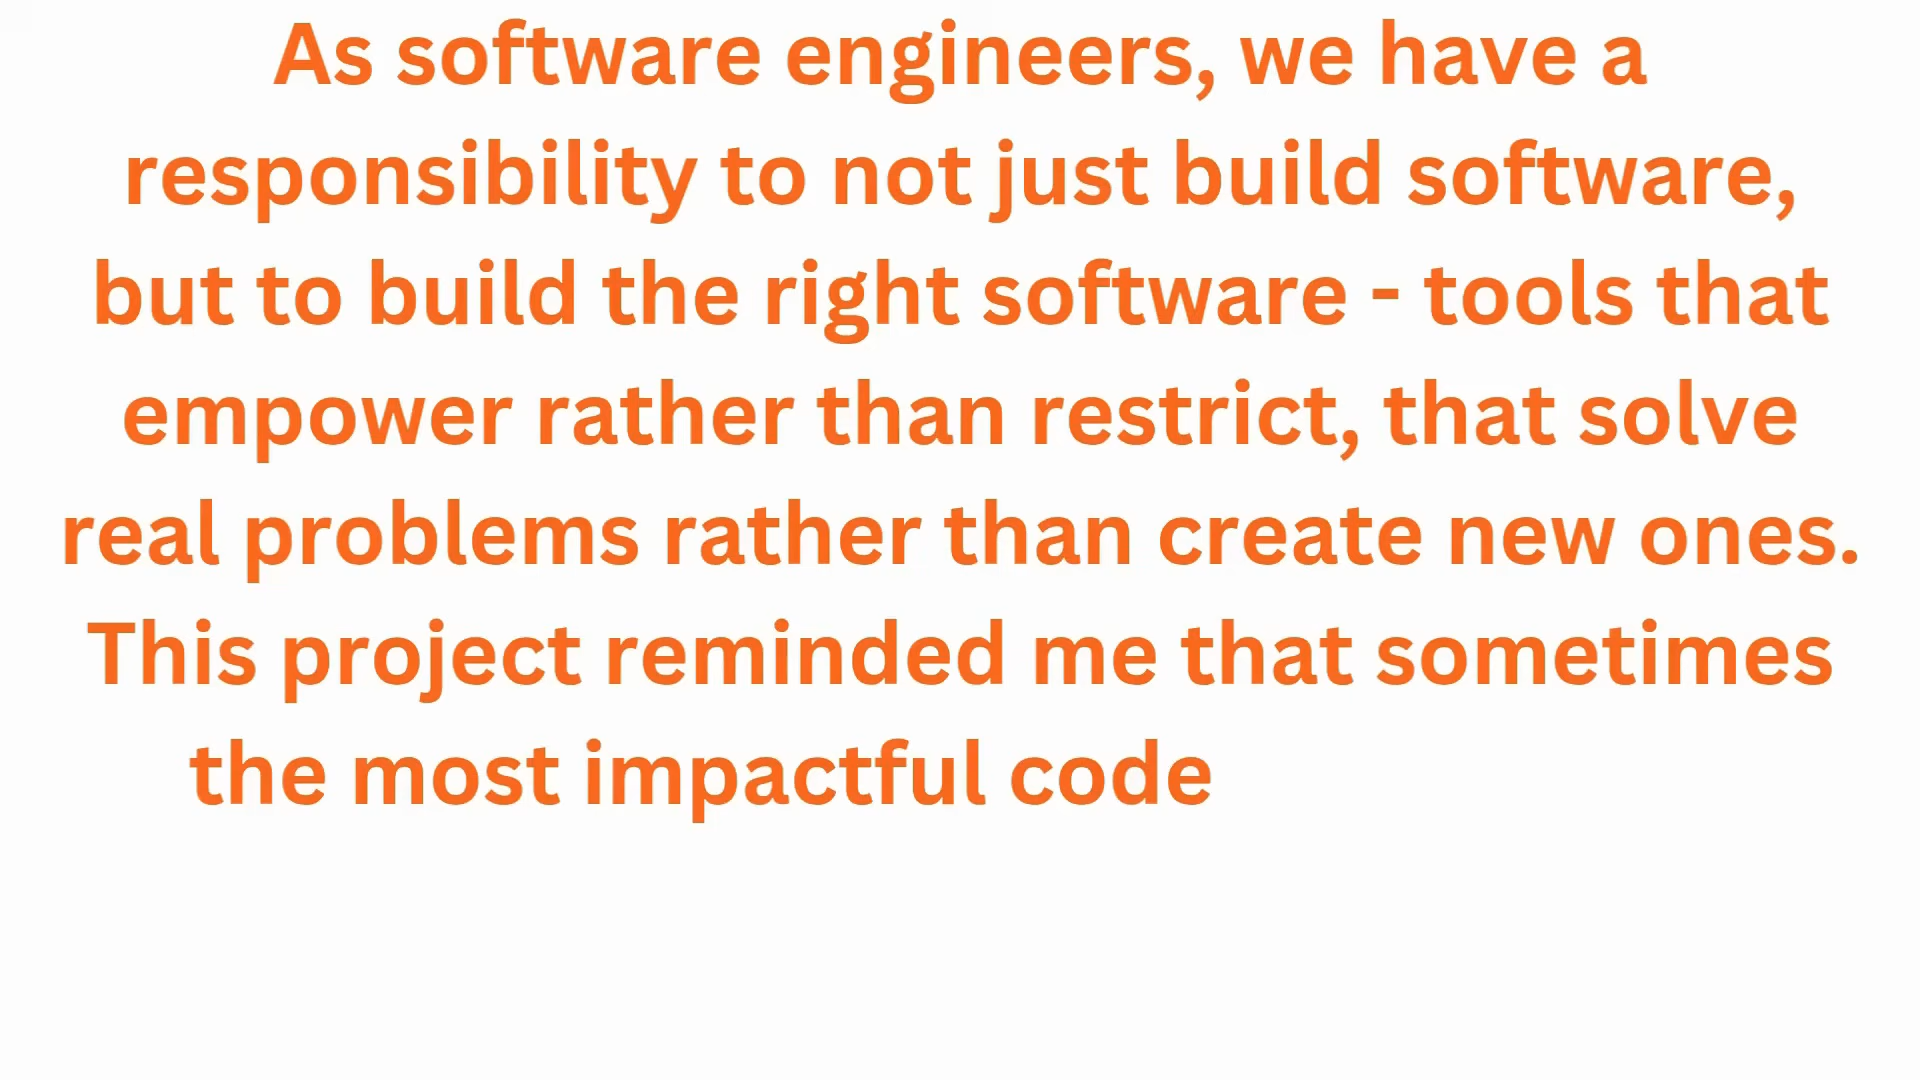 As software engineers, we have a
responsibility to not just build software,
but to build the right software - tools that
empower rather than restrict, that solve
real problems rather than create new ones.
This project reminded me that sometimes
the most impactful code